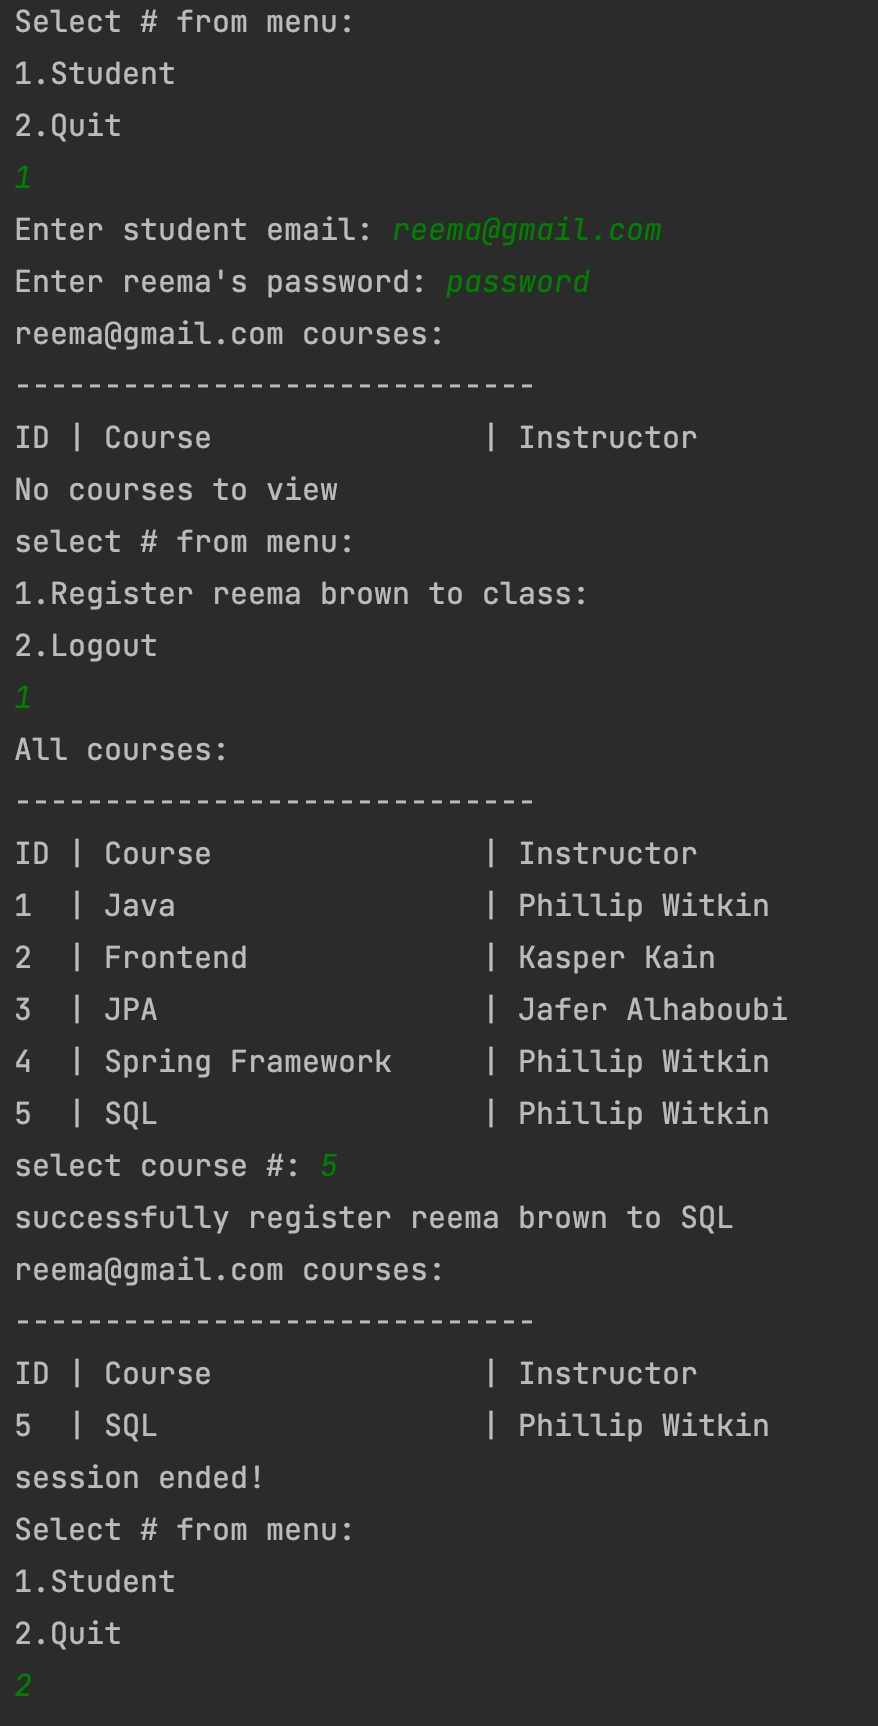 Select # from menu:
1.Student
2.Quit
1
Enter student email: reema@gmail.com
Enter reema's password: password
reema@gmail.com courses:
-----------------------------
ID | Course               | Instructor
No courses to view
select # from menu:
1.Register reema brown to class:
2.Logout
1
All courses:
-----------------------------
ID | Course               | Instructor
1  | Java                 | Phillip Witkin
2  | Frontend             | Kasper Kain
3  | JPA                  | Jafer Alhaboubi
4  | Spring Framework     | Phillip Witkin
5  | SQL                  | Phillip Witkin
select course #: 5
successfully register reema brown to SQL
reema@gmail.com courses:
-----------------------------
ID | Course               | Instructor
5  | SQL                  | Phillip Witkin
session ended!
Select # from menu:
1.Student
2.Quit
2